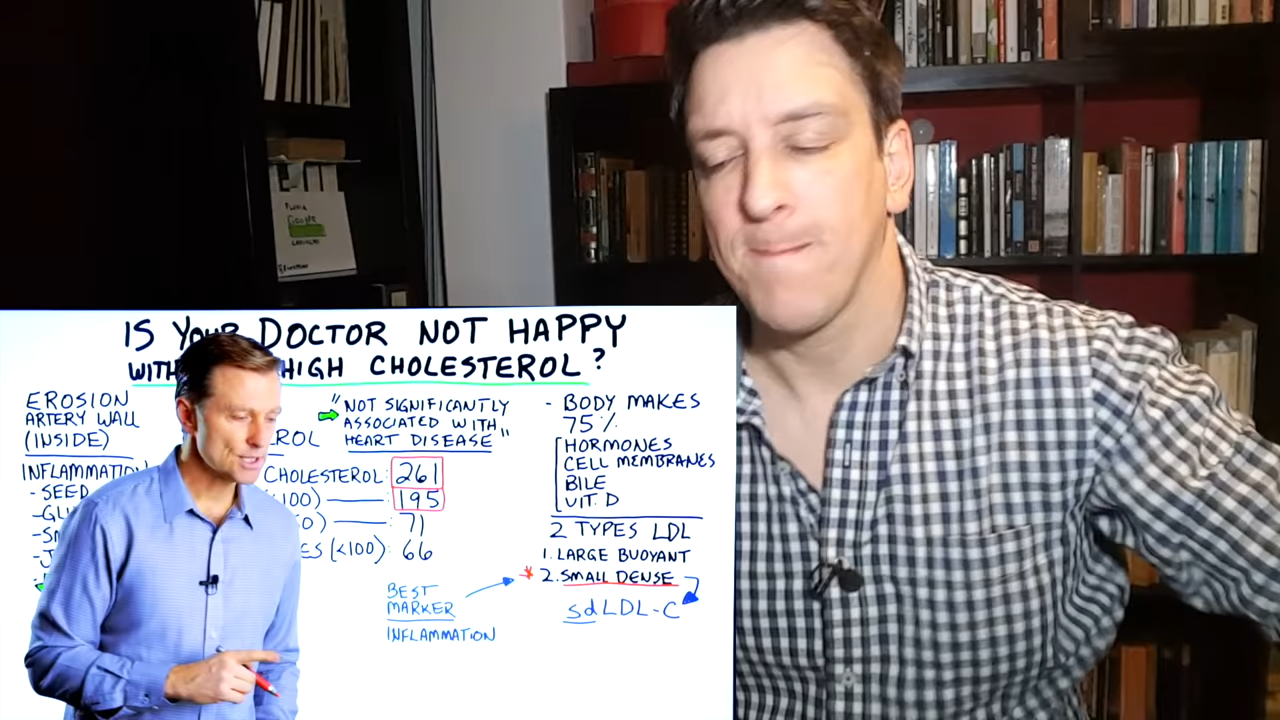 Google
IS YOUR DOCTOR NOT HAPPY
WITH HIGH CHOLESTEROL?
EROSION
ARTERY WALL
(INSIDE)
INFLAMMATION
- SEED
"NOT SIGNIFICANTLY
ASSOCIATED WITH
HEART DISEASE"
CHOLESTEROL: 261
195
71
(<100): 66
BEST
MARKER
INFLAMMATION
- BODY MAKES
75%
HORMONES
CELL MEMBRANES
BILE
VIT. D
2 TYPES LDL
1. LARGE BUOYANT
* 2. SMALL DENSE
sdLDL-C